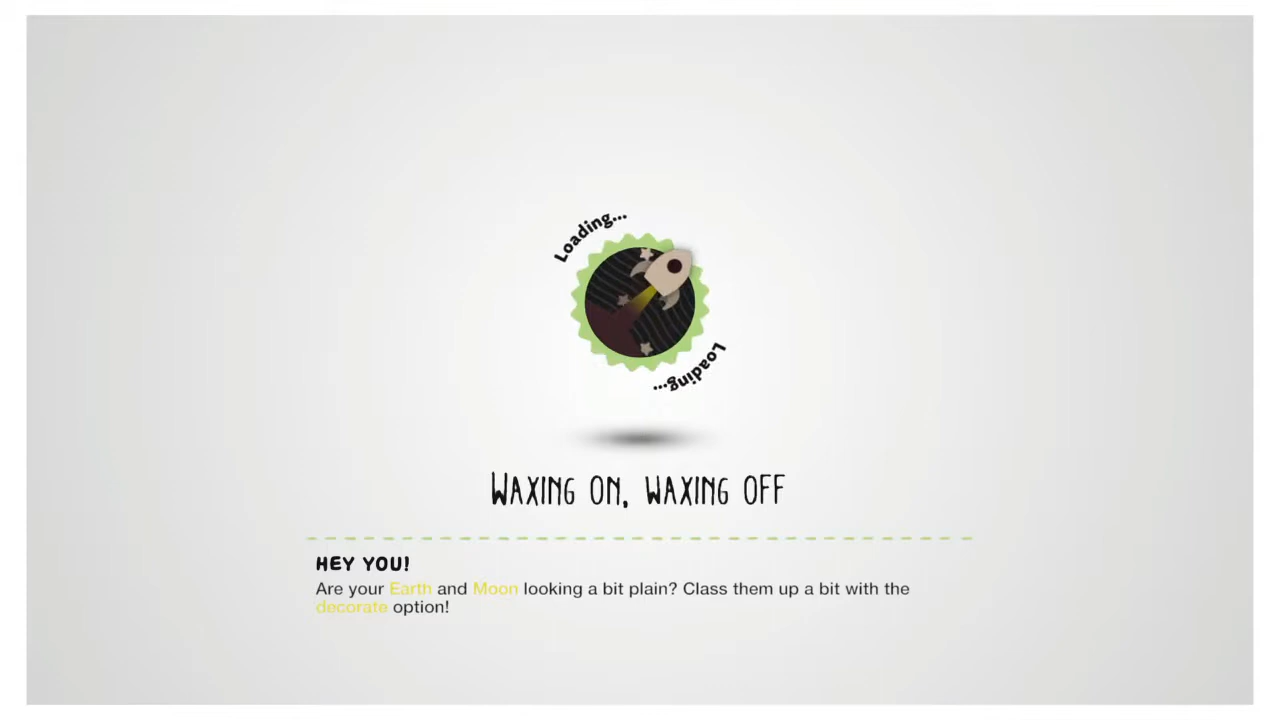 Loading...
Loading...
WAXING ON, WAXING OFF
HEY YOU!
Are your Earth and Moon looking a bit plain? Class them up a bit with the
decorate option!